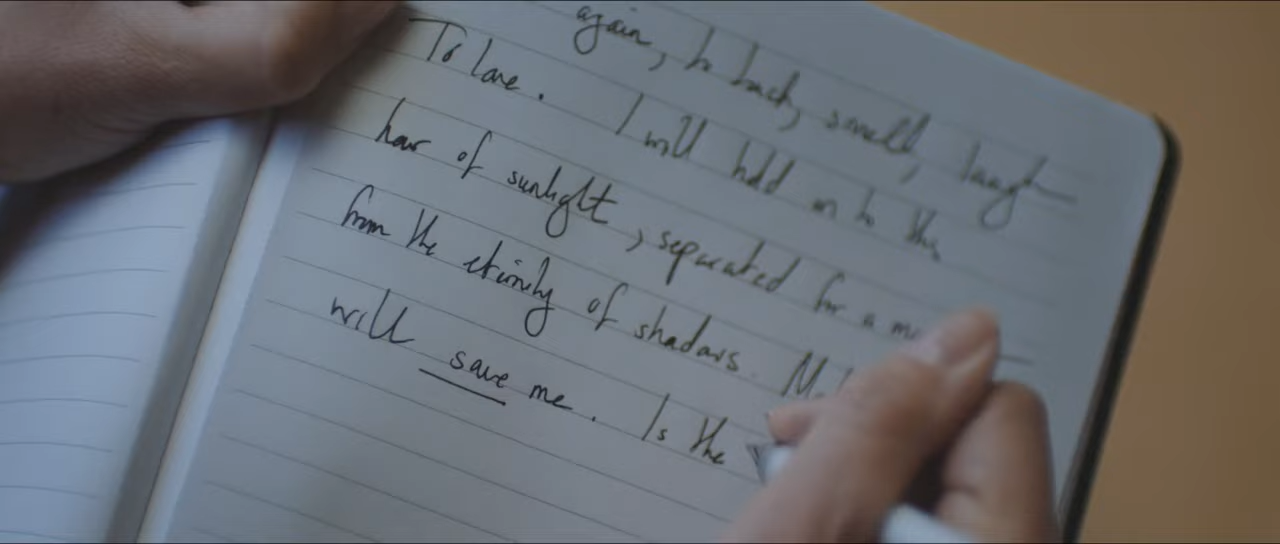 again, to touch, smell, laugh
To love. I will hold on to the
hour of sunlight, separated for a
from the eternity of shadows.
will save me. Is the